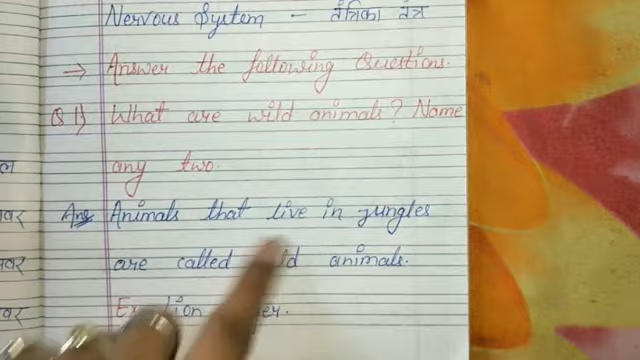 Nervous System — तंत्रिका तंत्र
→ Answer the following Questions.
Q 1) What are wild animals? Name
any two.
Ans Animals that live in jungles
are called animals.